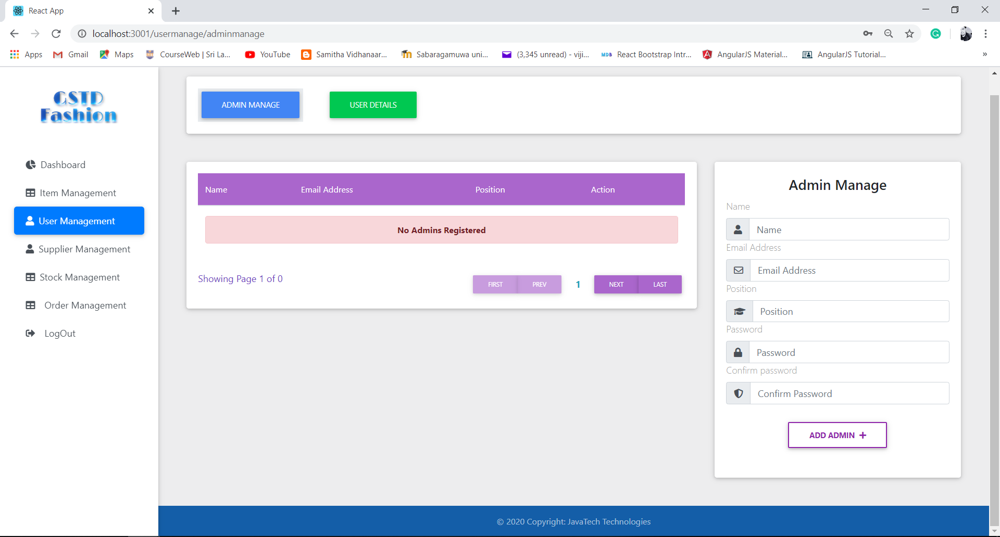 React App
localhost:3001/usermanage/adminmanage
Apps
Gmail
Maps
CourseWeb | Sri La...
YouTube
Samitha Vidhanaar...
Sabaragamuwa uni...
(3,345 unread) - viji...
MDB
React Bootstrap Intr...
AngularJS Material...
AngularJS Tutorial...
»
GSTD
Fashion
Dashboard
Item Management
User Management
Supplier Management
Stock Management
Order Management
LogOut
ADMIN MANAGE
USER DETAILS
Name Email Address Position Action
No Admins Registered
Showing Page 1 of 0
FIRST PREV 1 NEXT LAST
Admin Manage
Name
Name
Email Address
Email Address
Position
Position
Password
Password
Confirm password
Confirm Password
ADD ADMIN +
© 2020 Copyright: JavaTech Technologies